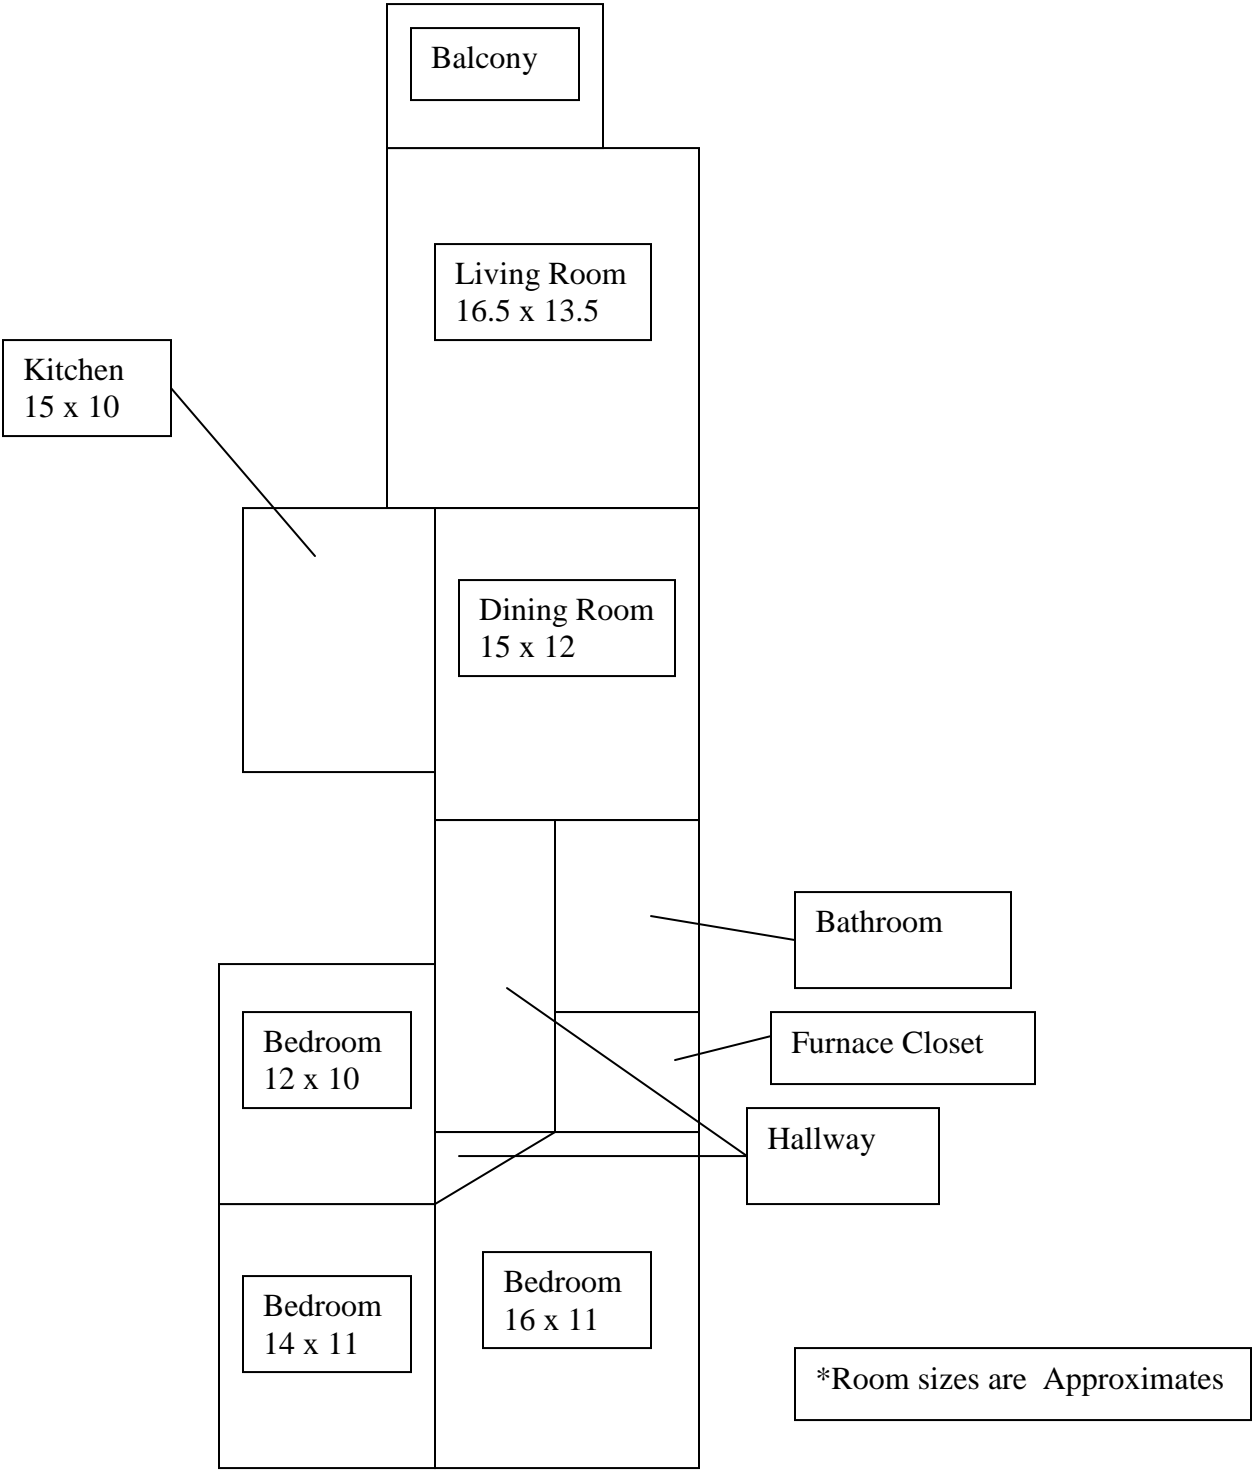 Balcony
Living Room
16.5 x 13.5
Kitchen
15 x 10
Dining Room
15 x 12
Bathroom
Bedroom
12 x 10
Furnace Closet
Hallway
Bedroom
14 x 11
Bedroom
16 x 11
*Room sizes are  Approximates